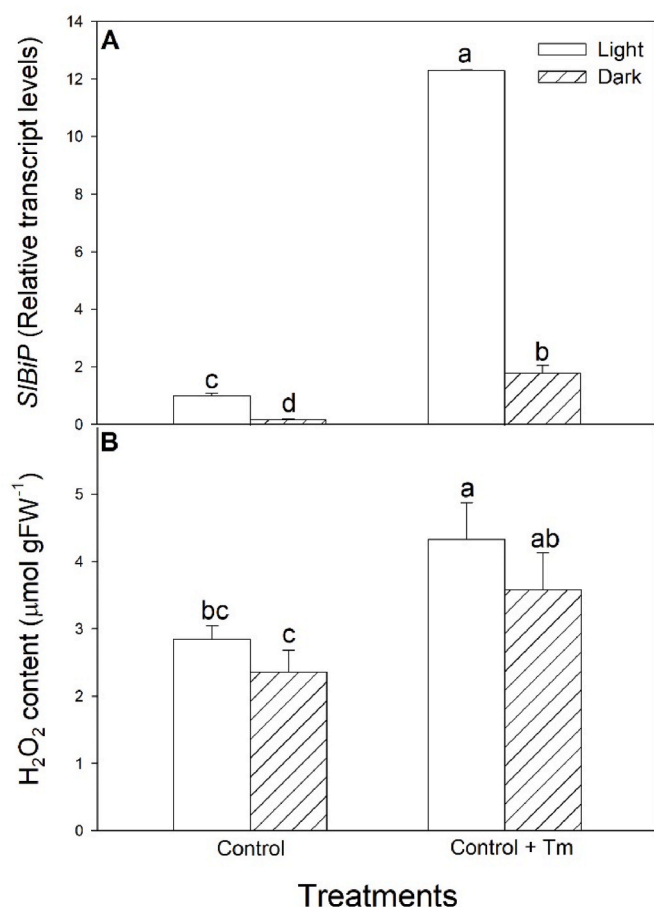 A
14
12
10
8
6
4
2
0
SlBiP (Relative transcript levels)
Light
Dark
c
d
a
b
B
5
4
3
2
1
0
H₂O₂ content (μmol gFW⁻¹)
bc
c
a
ab
Control
Control + Tm
Treatments